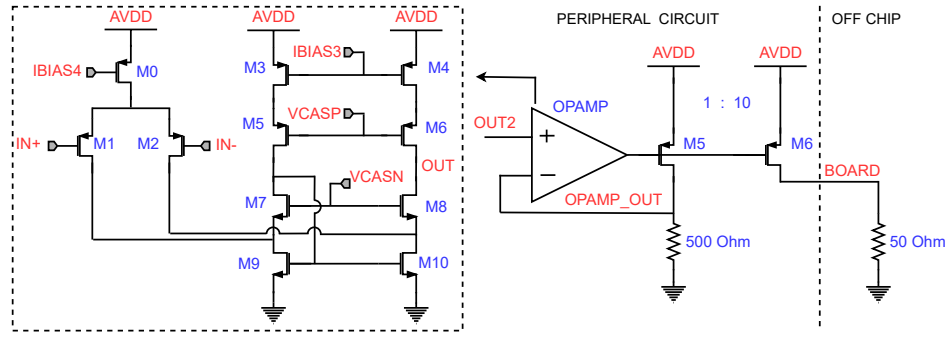 AVDD
AVDD
AVDD
IBIAS3
IBIAS4
M0
M3
M4
VCASP
M5
M6
IN+
M1
M2
IN-
OUT
VCASN
M7
M8
M9
M10
PERIPHERAL CIRCUIT
OFF CHIP
AVDD
AVDD
OPAMP
1 : 10
OUT2
+
M5
M6
−
BOARD
OPAMP_OUT
500 Ohm
50 Ohm